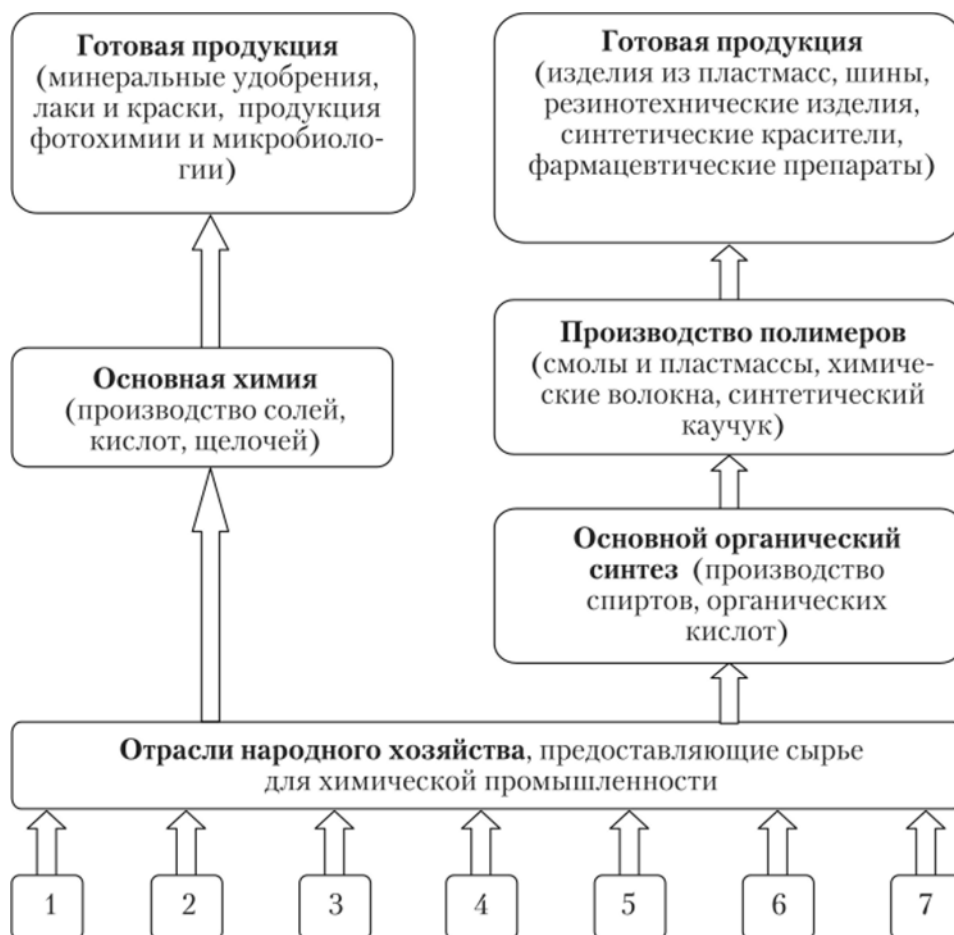 Готовая продукция
(минеральные удобрения,
лаки и краски, продукция
фотохимии и микробиоло-
гии)
Готовая продукция
(изделия из пластмасс, шины,
резинотехнические изделия,
синтетические красители,
фармацевтические препараты)
Производство полимеров
(смолы и пластмассы, химиче-
ские волокна, синтетический
каучук)
Основная химия
(производство солей,
кислот, щелочей)
Основной органический
синтез (производство
спиртов, органических
кислот)
Отрасли народного хозяйства, предоставляющие сырье
для химической промышленности
1 2 3 4 5 6 7